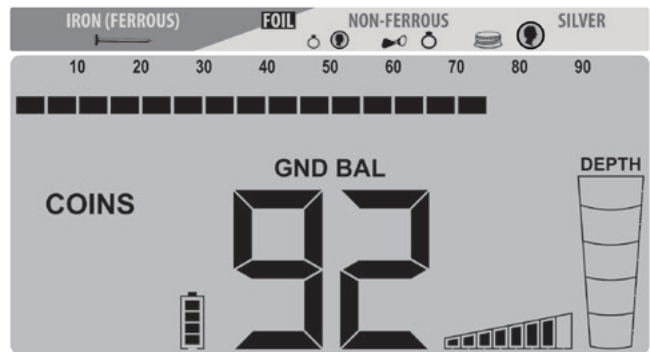 IRON (FERROUS) FOIL NON-FERROUS SILVER
10 20 30 40 50 60 70 80 90
GND BAL
DEPTH
COINS
92